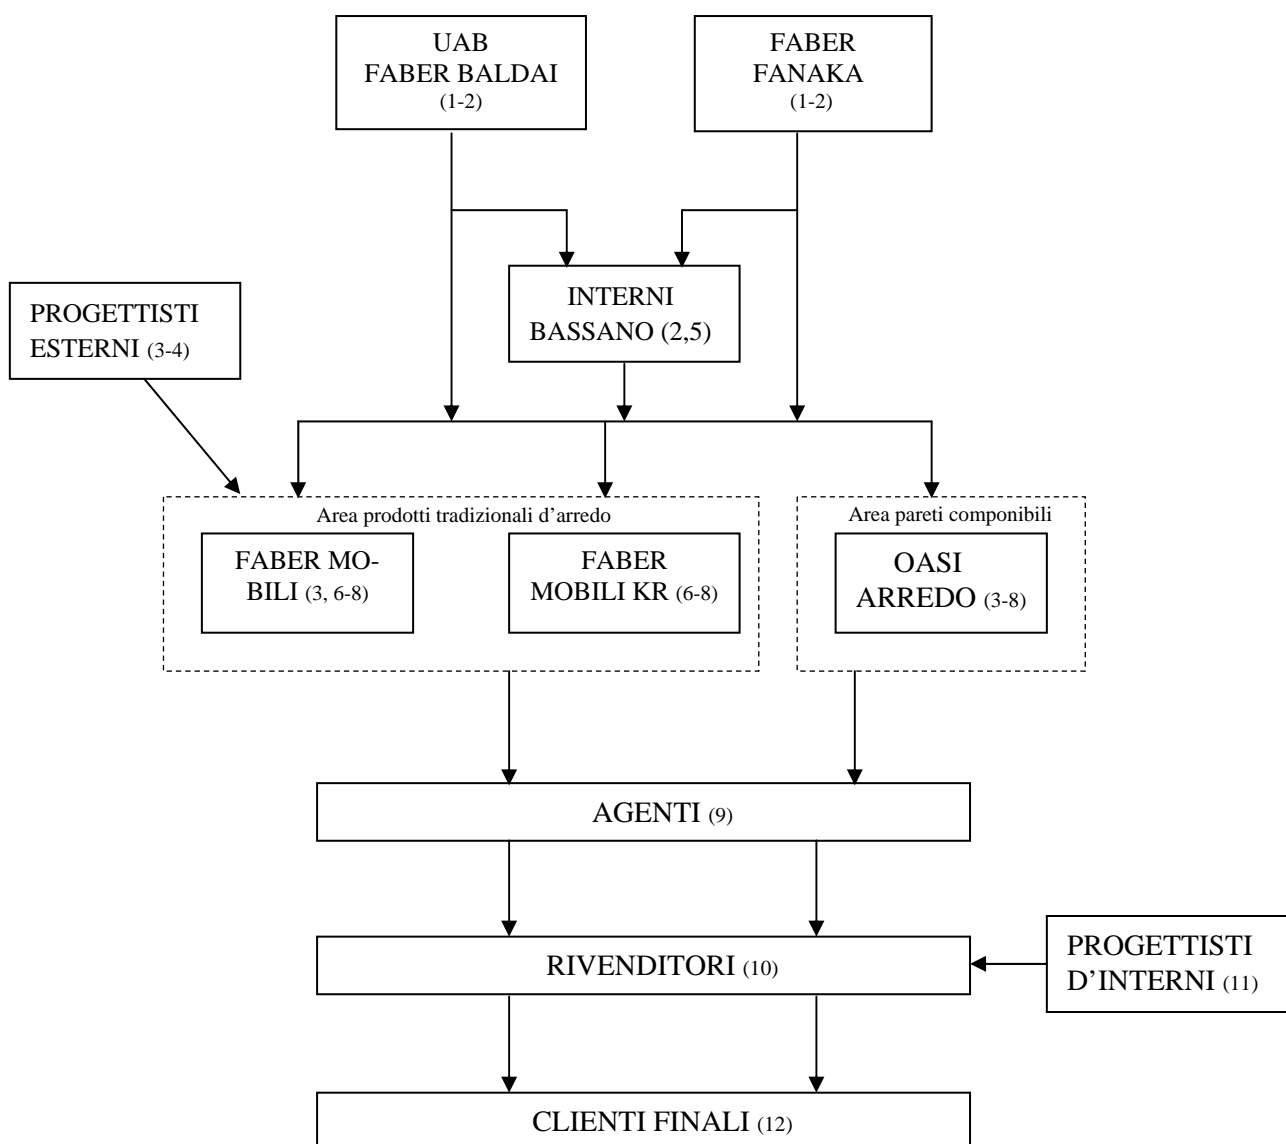 UAB
FABER BALDAI
(1-2)
FABER
FANAKA
(1-2)
INTERNI
BASSANO (2,5)
PROGETTISTI
ESTERNI (3-4)
Area prodotti tradizionali d’arredo
FABER MO-
BILI (3, 6-8)
FABER
MOBILI KR (6-8)
Area pareti componibili
OASI
ARREDO (3-8)
AGENTI (9)
RIVENDITORI (10)
PROGETTISTI
D’INTERNI (11)
CLIENTI FINALI (12)